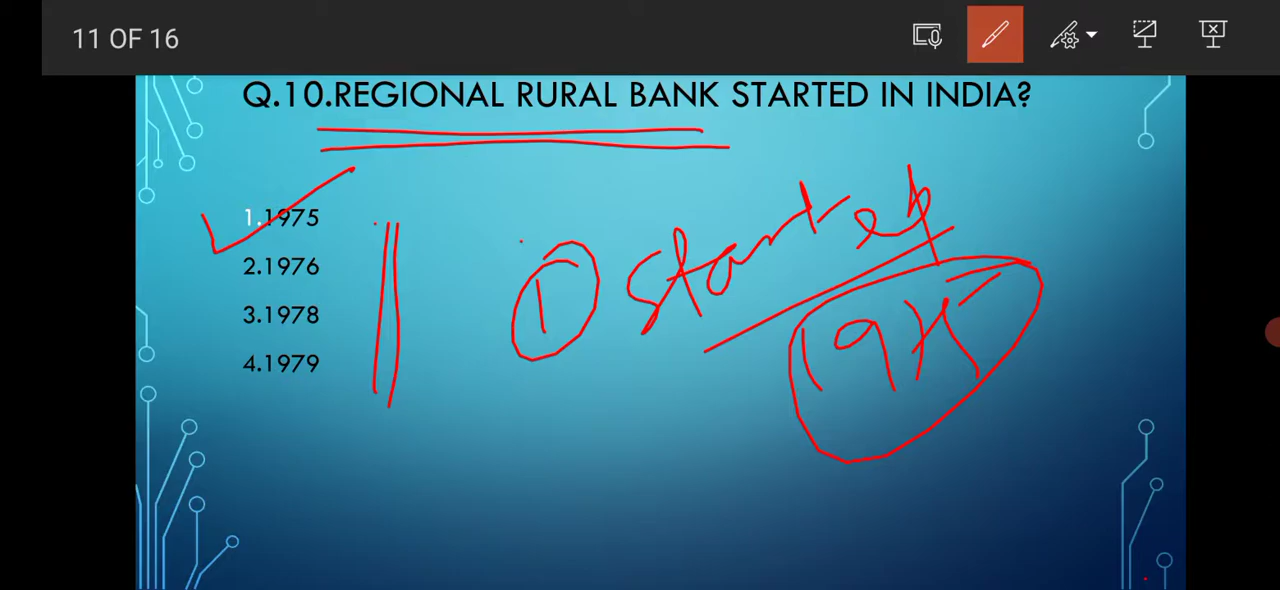 11 OF 16
Q.10.REGIONAL RURAL BANK STARTED IN INDIA?
1.1975
2.1976
3.1978
4.1979
1 started
1975